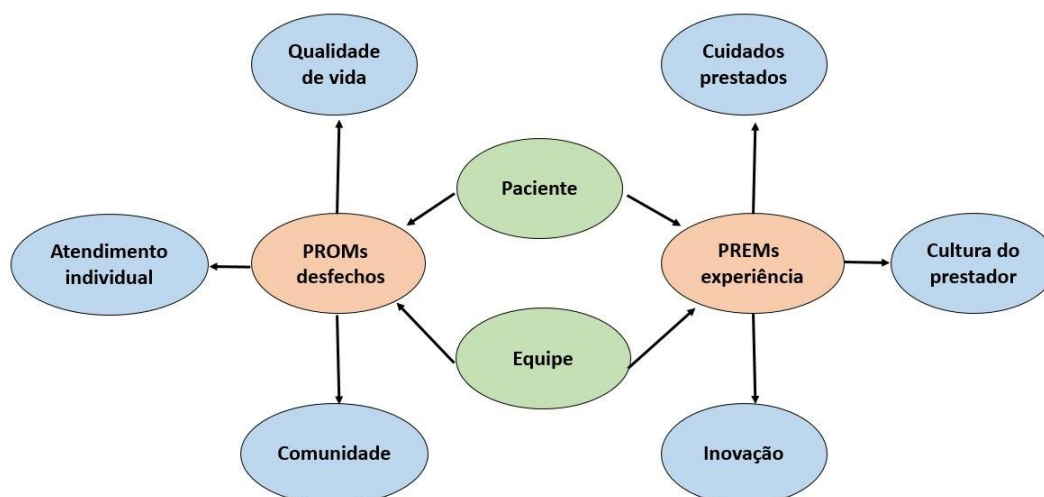 Qualidade
de vida
Cuidados
prestados
Paciente
Atendimento
individual
PROMs
desfechos
PREMs
experiência
Cultura do
prestador
Equipe
Comunidade
Inovação